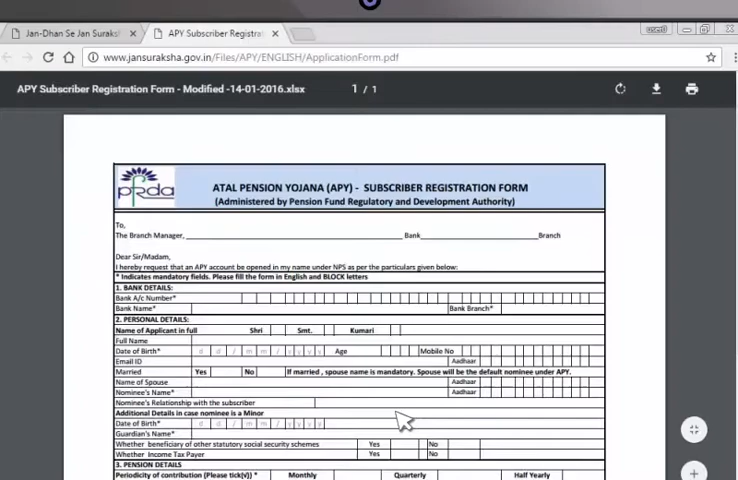 Jan-Dhan Se Jan Suraks
APY Subscriber Registra
user0
www.jansuraksha.gov.in/Files/APY/ENGLISH/ApplicationForm.pdf
APY Subscriber Registration Form - Modified -14-01-2016.xlsx 1 / 1
pfrda
ATAL PENSION YOJANA (APY) - SUBSCRIBER REGISTRATION FORM
(Administered by Pension Fund Regulatory and Development Authority)
To,
The Branch Manager, Bank Branch
Dear Sir/Madam,
I hereby request that an APY account be opened in my name under NPS as per the particulars given below:
* Indicates mandatory fields. Please fill the form in English and BLOCK letters
1. BANK DETAILS:
Bank A/c Number*
Bank Name* Bank Branch*
2. PERSONAL DETAILS:
Name of Applicant in full Shri Smt. Kumari
Full Name
Date of Birth* d d / m m / y y y y Age Mobile No
Email ID Aadhaar
Married Yes No If married , spouse name is mandatory. Spouse will be the default nominee under APY.
Name of Spouse Aadhaar
Nominee's Name* Aadhaar
Nominee's Relationship with the subscriber
Additional Details in case nominee is a Minor
Date of Birth* d d / m m / y y y y
Guardian's Name*
Whether beneficiary of other statutory social security schemes Yes No
Whether Income Tax Payer Yes No
3. PENSION DETAILS
Periodicity of contribution (Please tick(√) * Monthly Quarterly Half Yearly